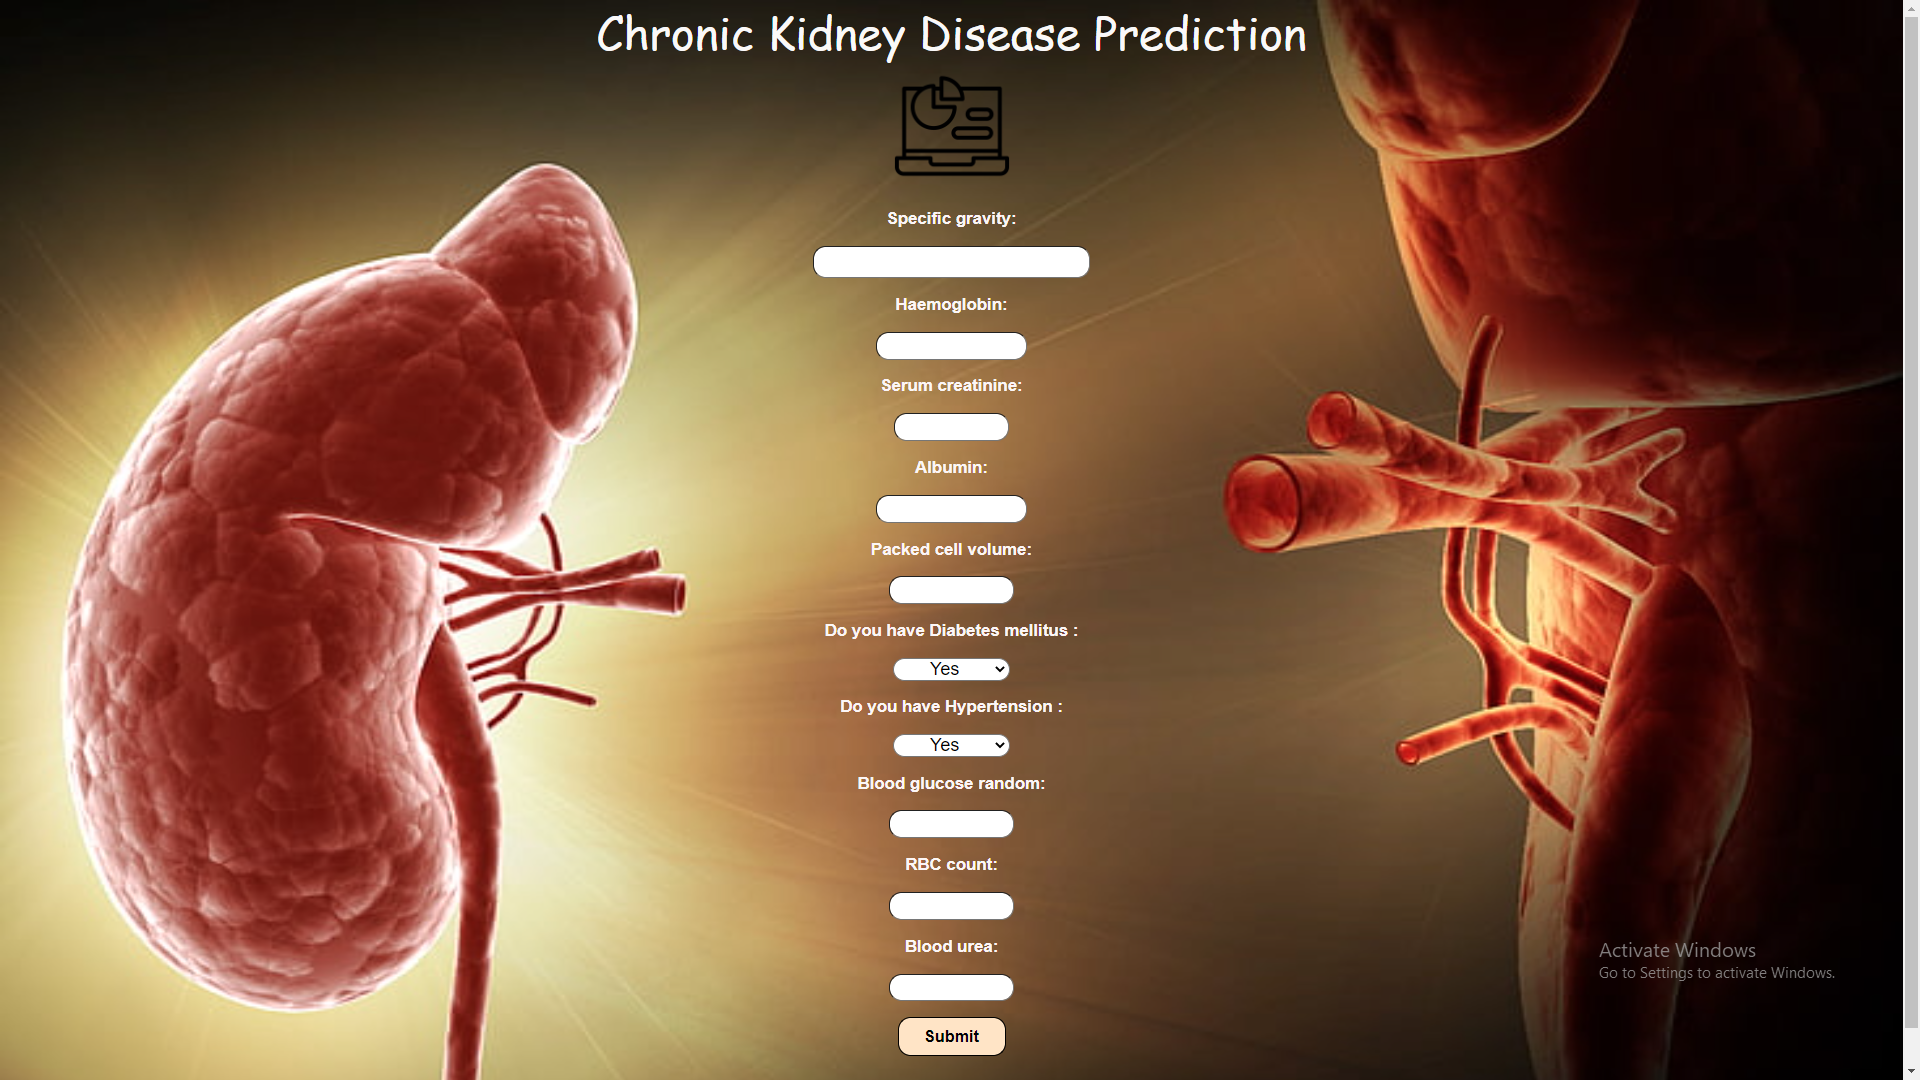 Chronic Kidney Disease Prediction
Specific gravity:
Haemoglobin:
Serum creatinine:
Albumin:
Packed cell volume:
Do you have Diabetes mellitus :
Yes
Do you have Hypertension :
Yes
Blood glucose random:
RBC count:
Blood urea:
Submit
Activate Windows
Go to Settings to activate Windows.